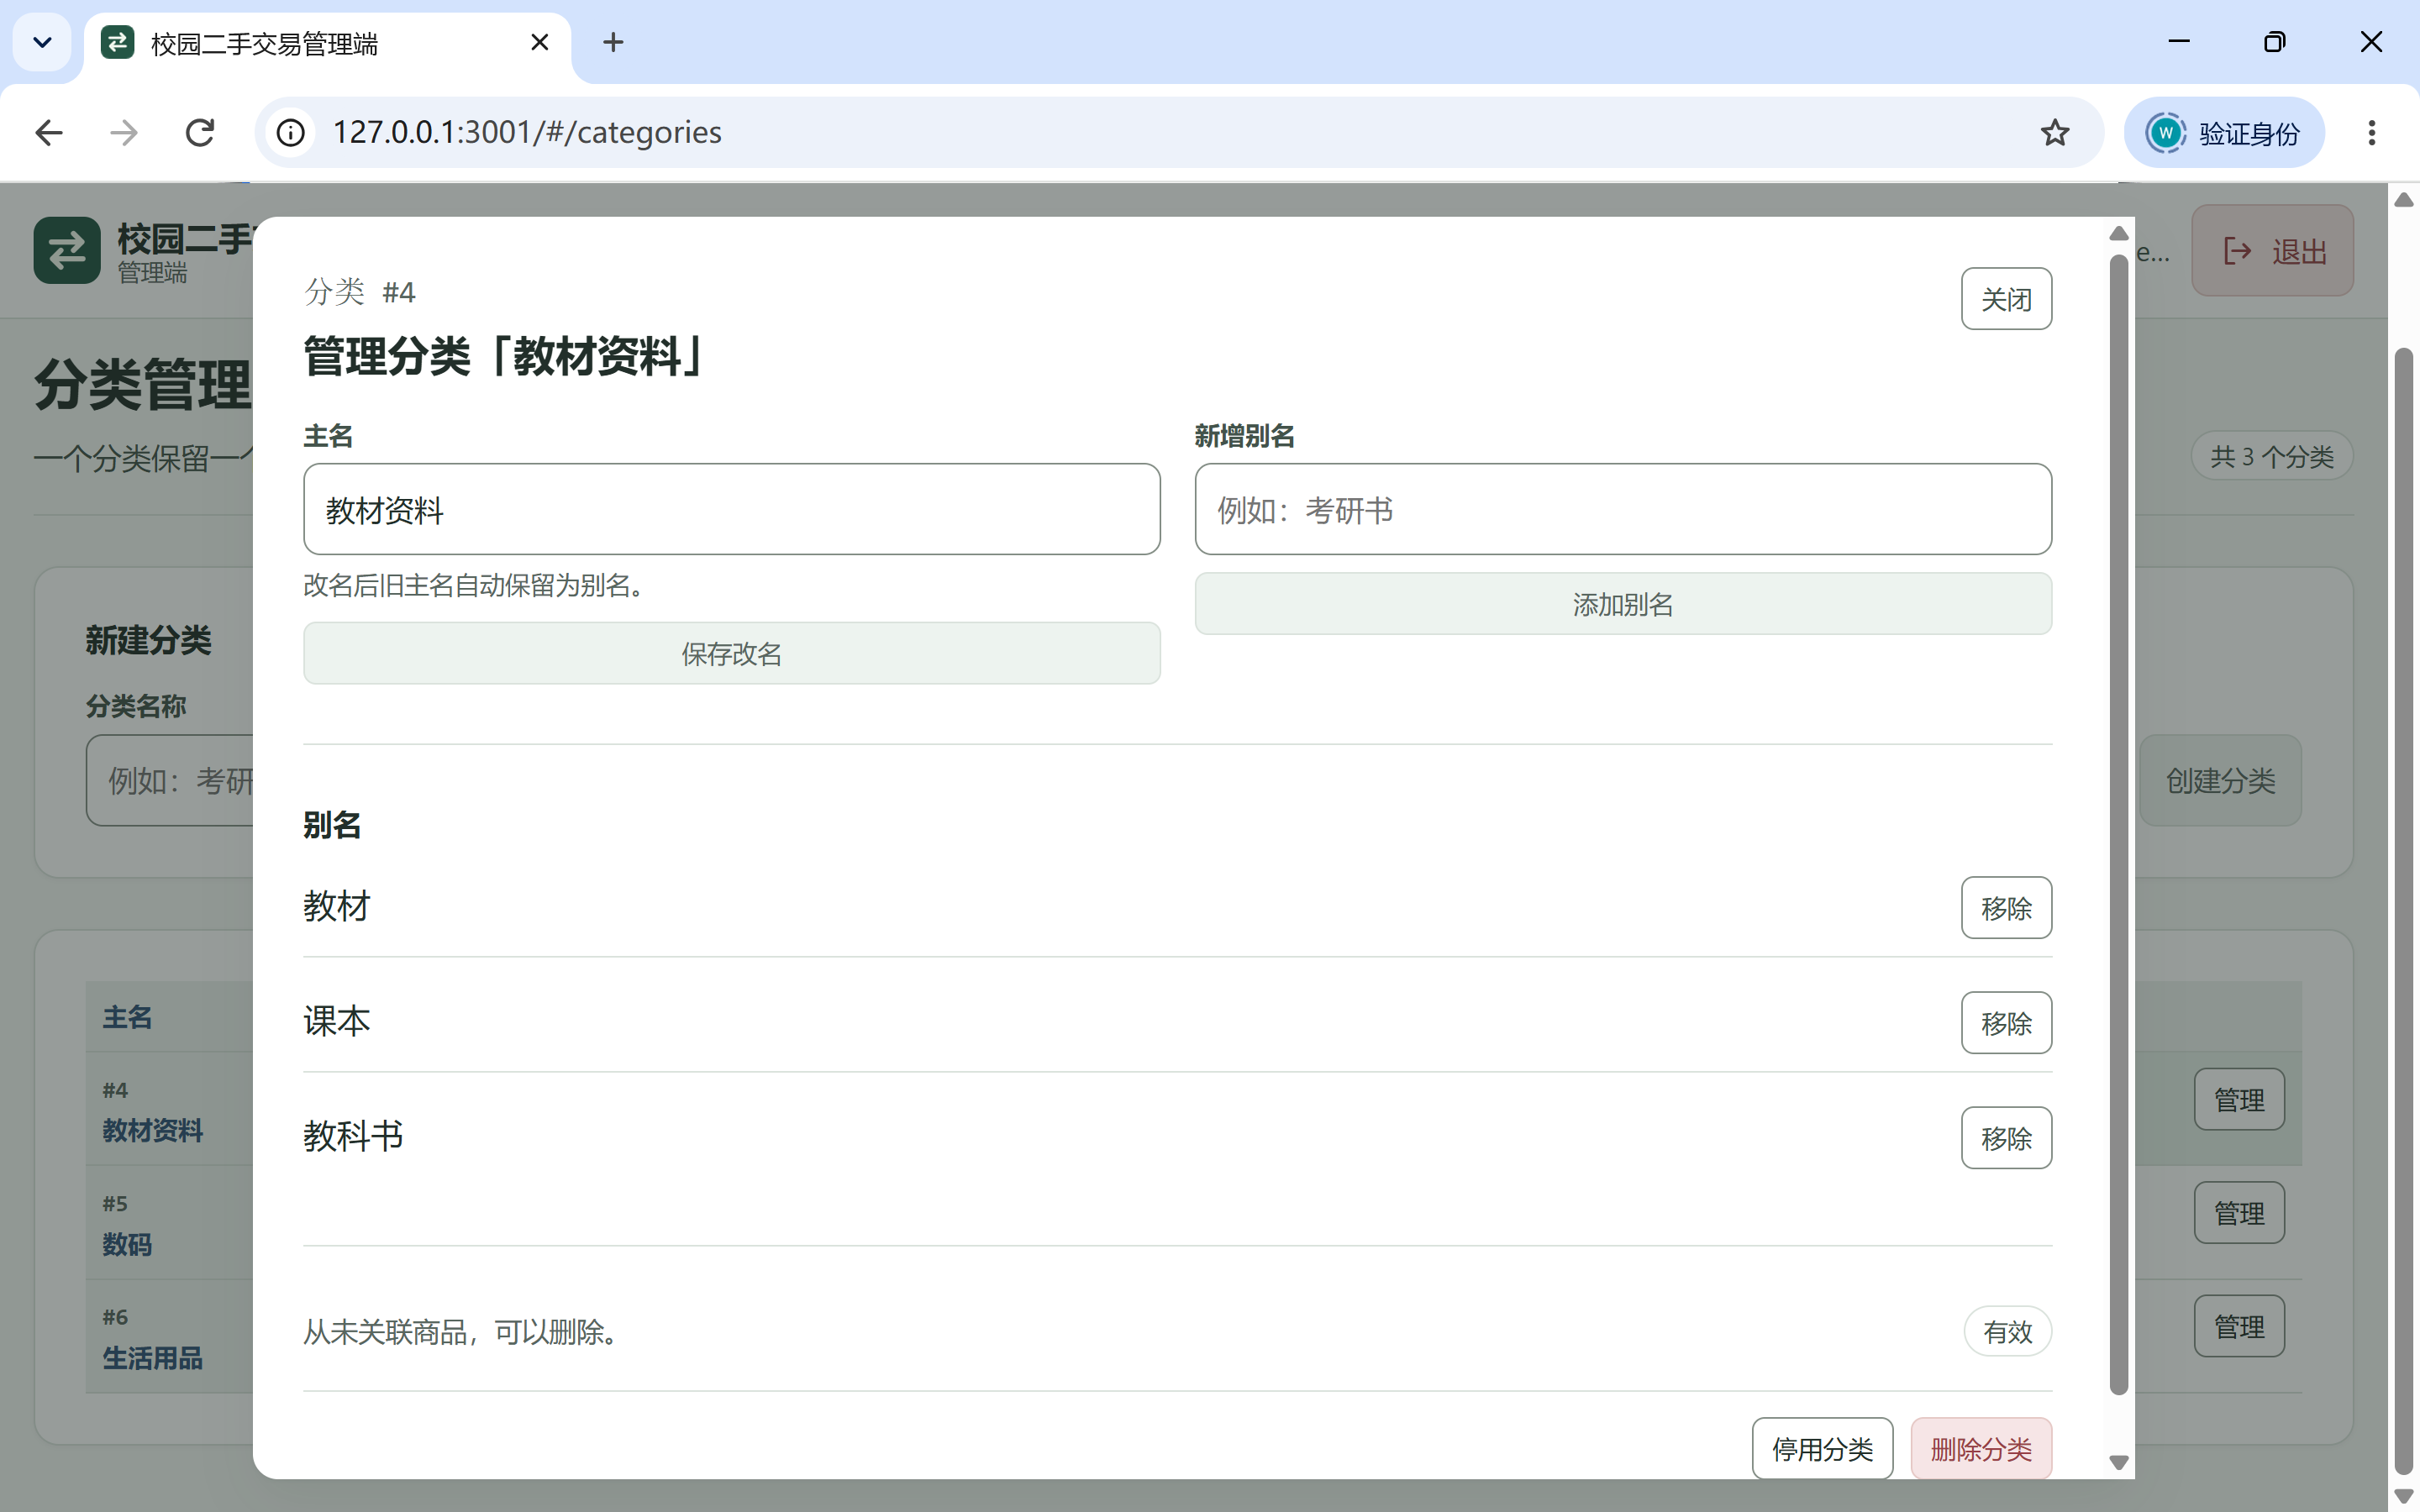 校园二手交易管理端
127.0.0.1:3001/#/categories
W 验证身份
校园二手
管理端
e...
退出
分类管理
一个分类保留一个
共 3 个分类
新建分类
分类名称
例如：考研
创建分类
主名
#4
教材资料
管理
#5
数码
管理
#6
生活用品
管理
分类 #4
关闭
管理分类「教材资料」
主名
新增别名
教材资料
例如：考研书
改名后旧主名自动保留为别名。
添加别名
保存改名
别名
教材
移除
课本
移除
教科书
移除
从未关联商品，可以删除。
有效
停用分类
删除分类